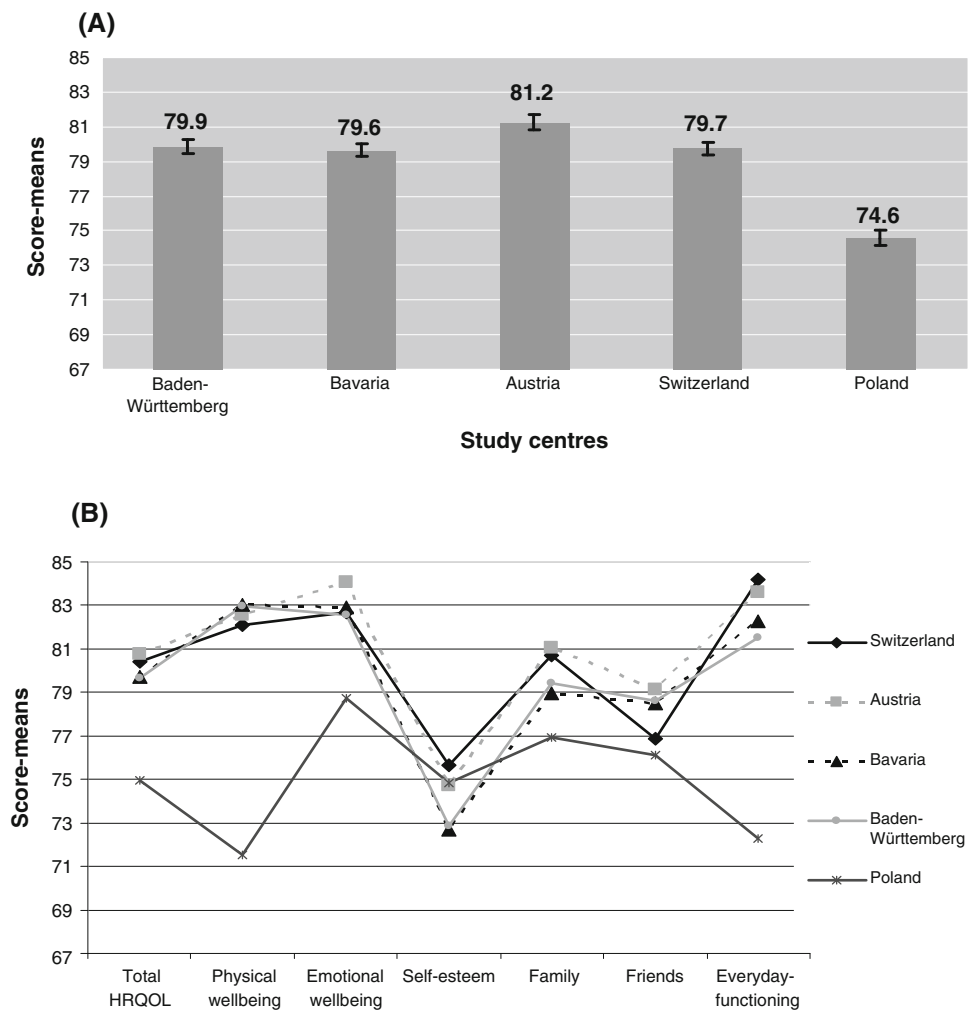 (A)
85
83
81
79
77
75
73
71
69
67
Score-means
79.9
79.6
81.2
79.7
74.6
Baden-
Württemberg
Bavaria
Austria
Switzerland
Poland
Study centres
(B)
85
83
81
79
77
75
73
71
69
67
Score-means
Total
HRQOL
Physical
wellbeing
Emotional
wellbeing
Self-esteem
Family
Friends
Everyday-
functioning
Switzerland
Austria
Bavaria
Baden-
Württemberg
Poland